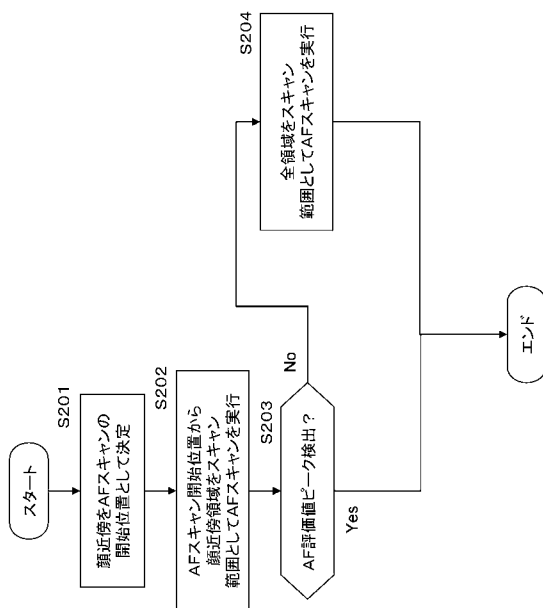 スタート
S201
顔近傍をAFスキャンの
開始位置として決定
S202
AFスキャン開始位置から
顔近傍領域をスキャン
範囲としてAFスキャンを実行
S203
AF評価値ピーク検出？
No
Yes
S204
全領域をスキャン
範囲としてAFスキャンを実行
エンド